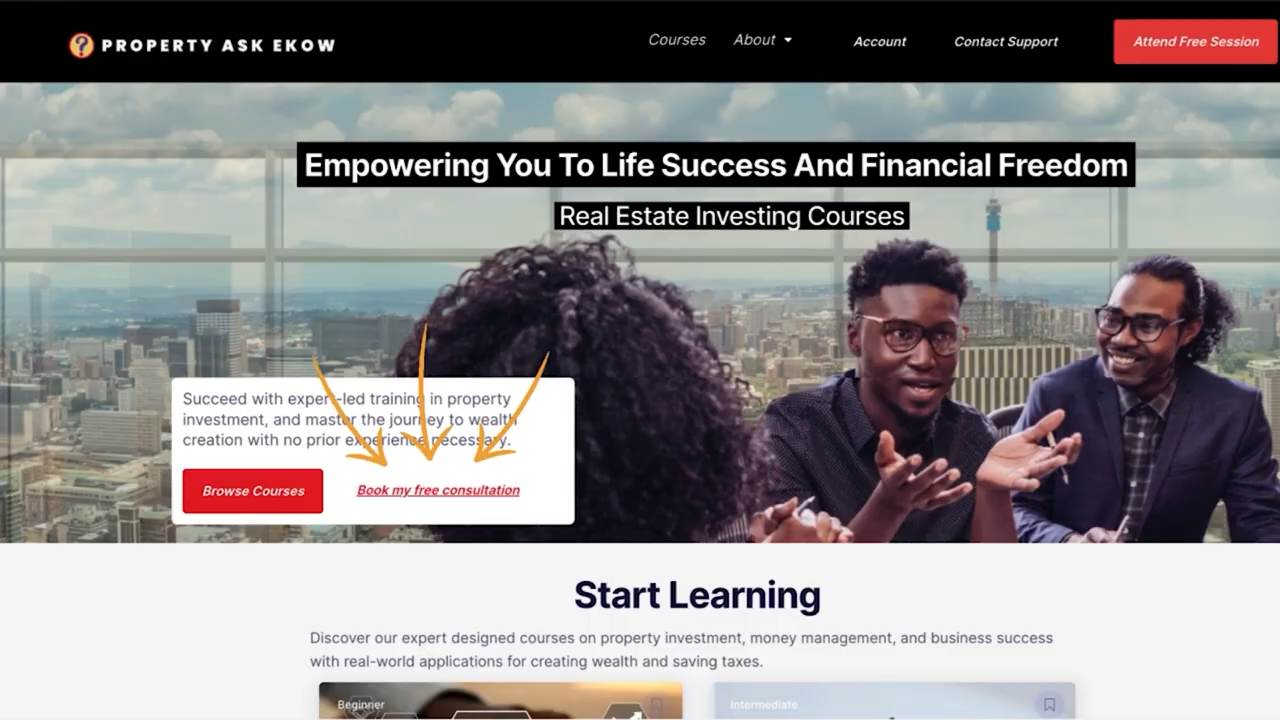 PROPERTY ASK EKOW
Courses About Account Contact Support Attend Free Session
Empowering You To Life Success And Financial Freedom
Real Estate Investing Courses
Succeed with expert-led training in property
investment, and master the journey to wealth
creation with no prior experience necessary.
Browse Courses Book my free consultation
Start Learning
Discover our expert designed courses on property investment, money management, and business success
with real-world applications for creating wealth and saving taxes.
Beginner Intermediate